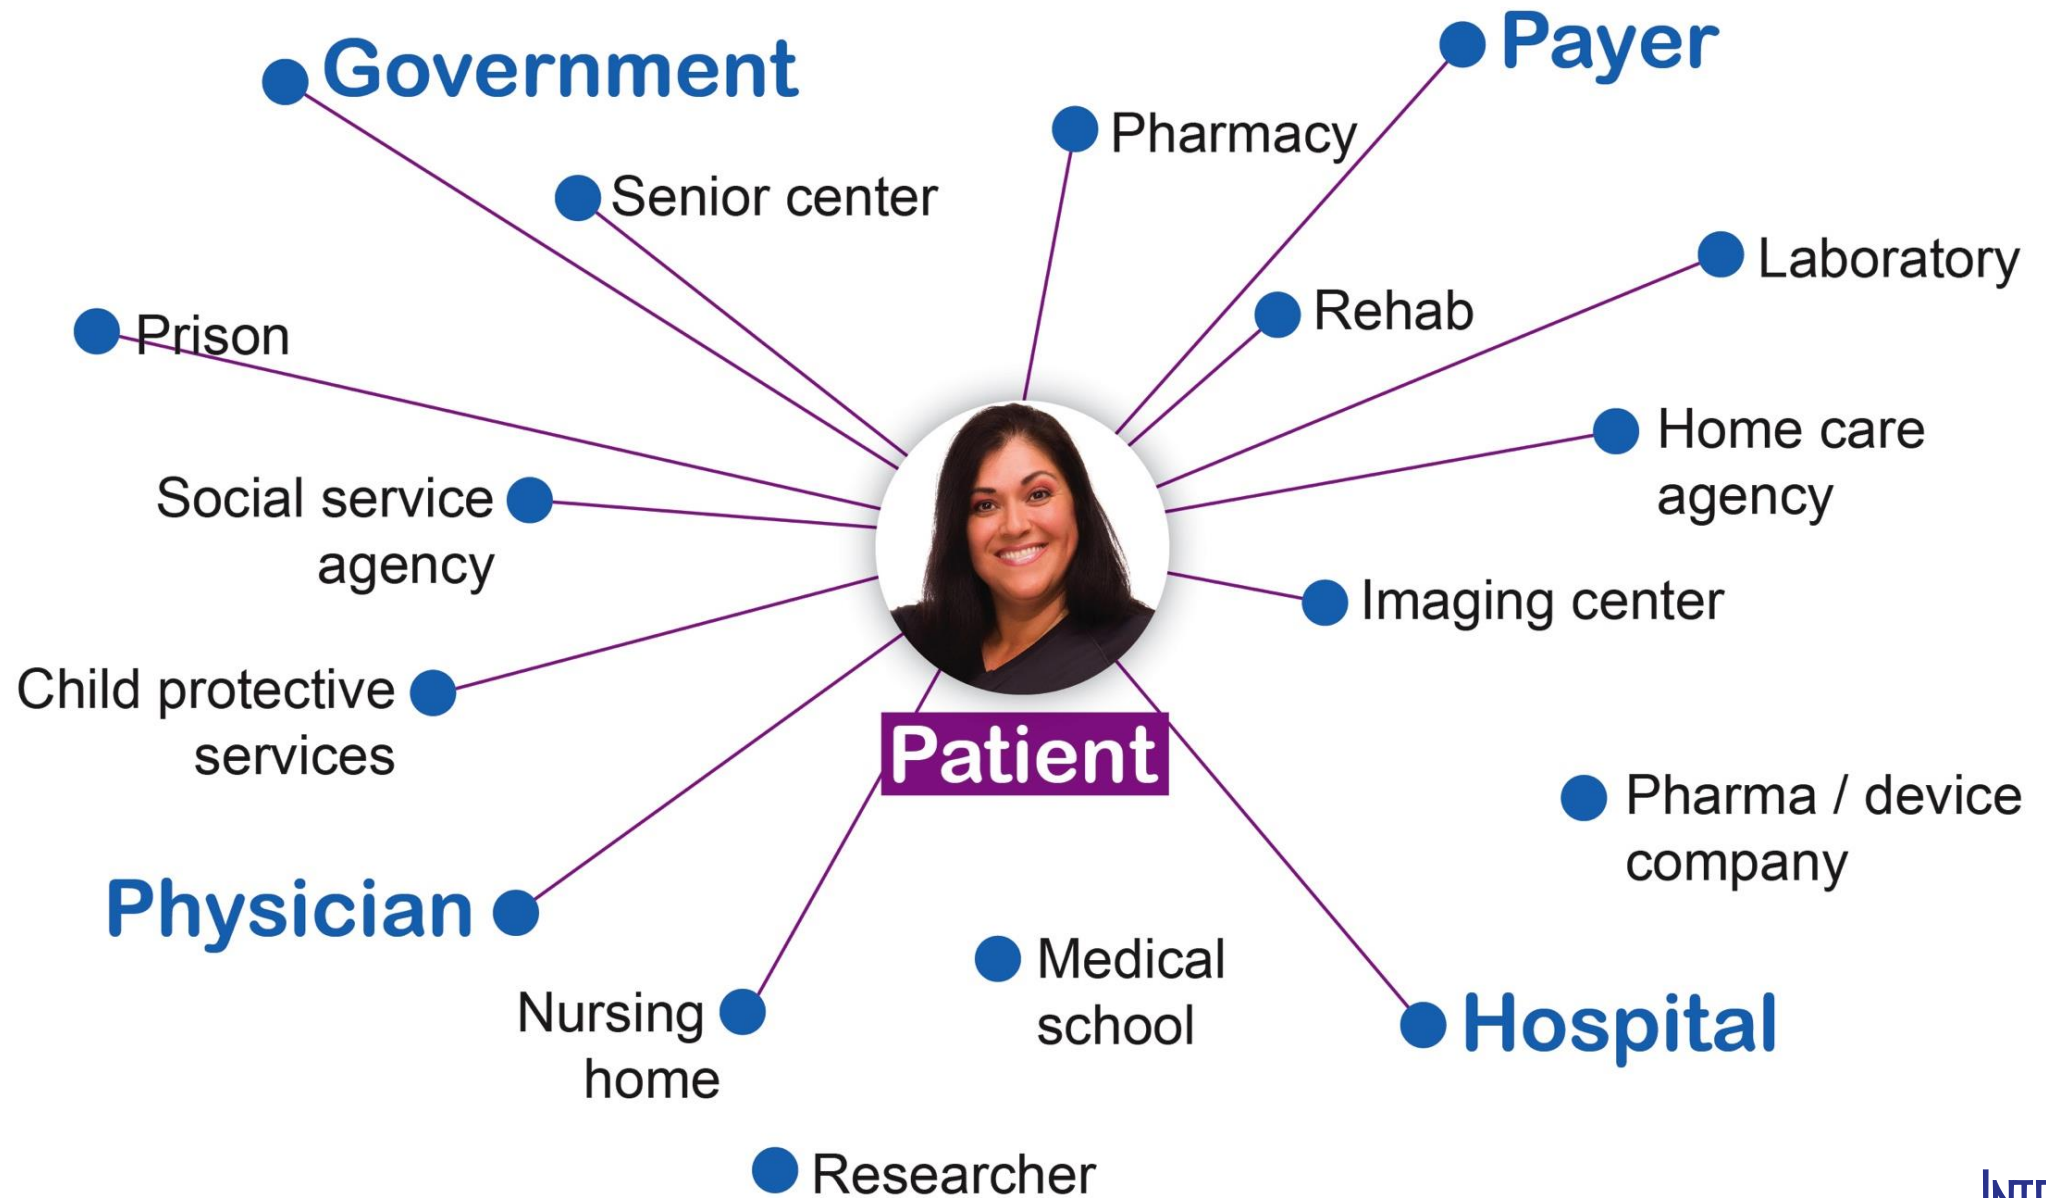 Government
Payer
Pharmacy
Senior center
Laboratory
Rehab
Prison
Home care
agency
Social service
agency
Imaging center
Child protective
services
Patient
Pharma / device
company
Physician
Medical
school
Nursing
home
Hospital
Researcher